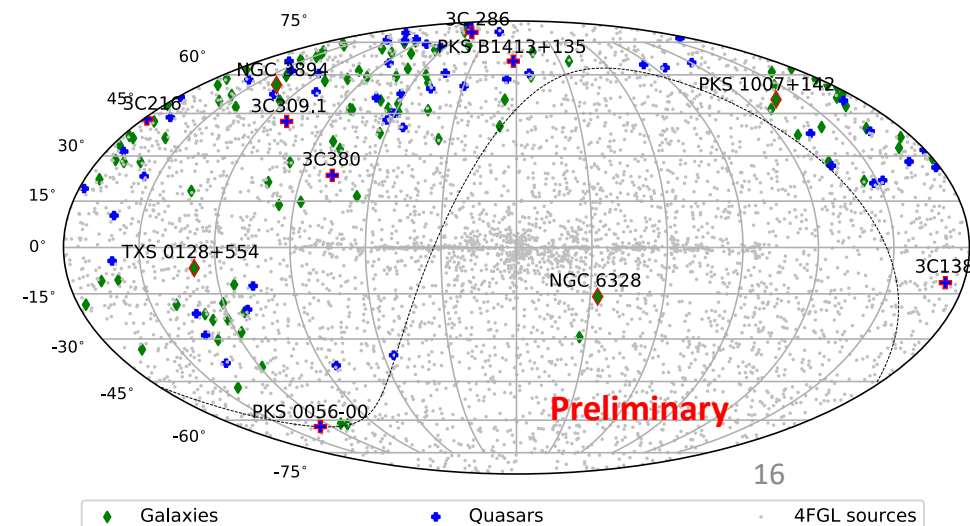 75°
3C 286
60°
PKS B1413+135
NGC 3894
PKS 1007+142
45°
3C216
3C309.1
30°
3C380
15°
0°
TXS 0128+554
3C138
NGC 6328
-15°
-30°
-45°
PKS 0056-00
Preliminary
-60°
-75°
16
Galaxies
Quasars
4FGL sources